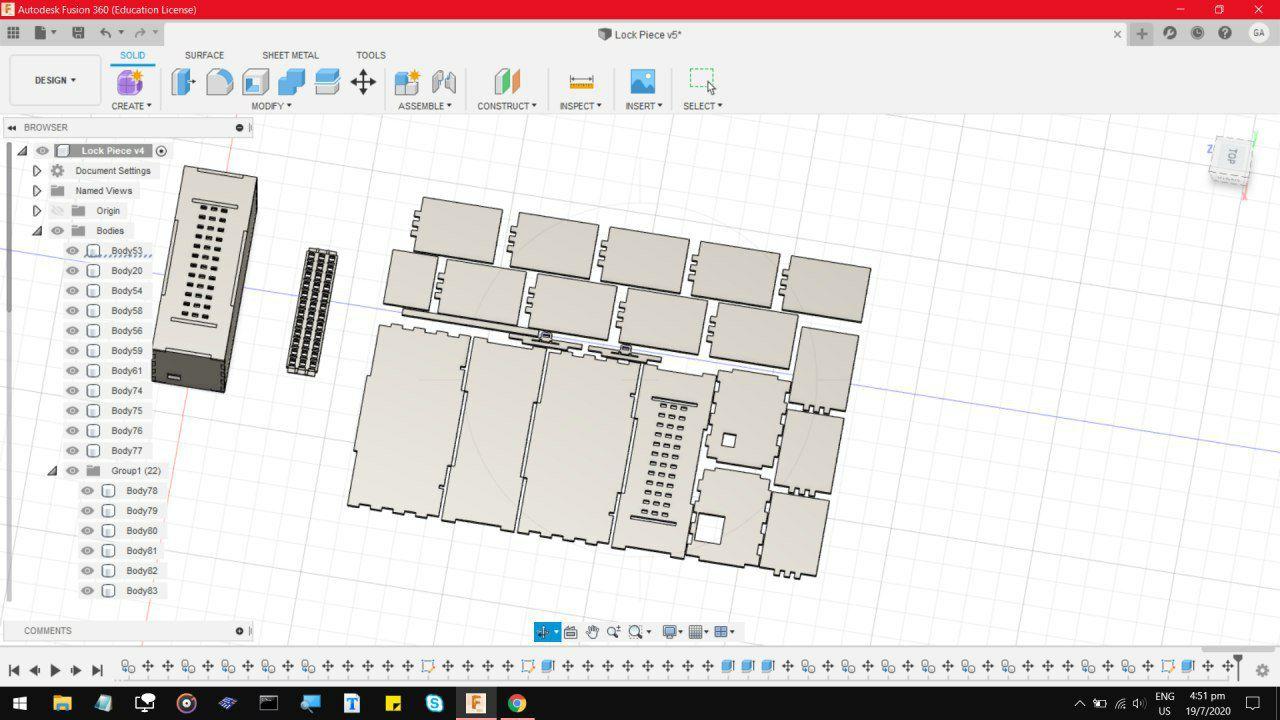 Autodesk Fusion 360 (Education License)
Lock Piece v5*
GA
SOLID SURFACE SHEET METAL TOOLS
DESIGN
CREATE MODIFY ASSEMBLE CONSTRUCT INSPECT INSERT SELECT
BROWSER
Lock Piece v4
Document Settings
Named Views
Origin
Bodies
Body53
Body20
Body54
Body58
Body56
Body59
Body61
Body74
Body75
Body76
Body77
Group1 (22)
Body78
Body79
Body80
Body81
Body82
Body83
Z
TOP
COMMENTS
ENG
US
4:51 pm
19/7/2020